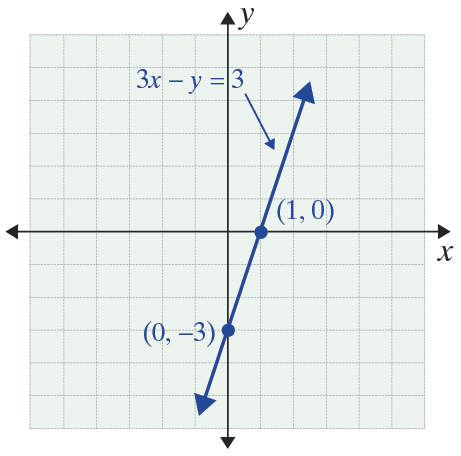 y
3x − y = 3
(1, 0)
x
(0, −3)